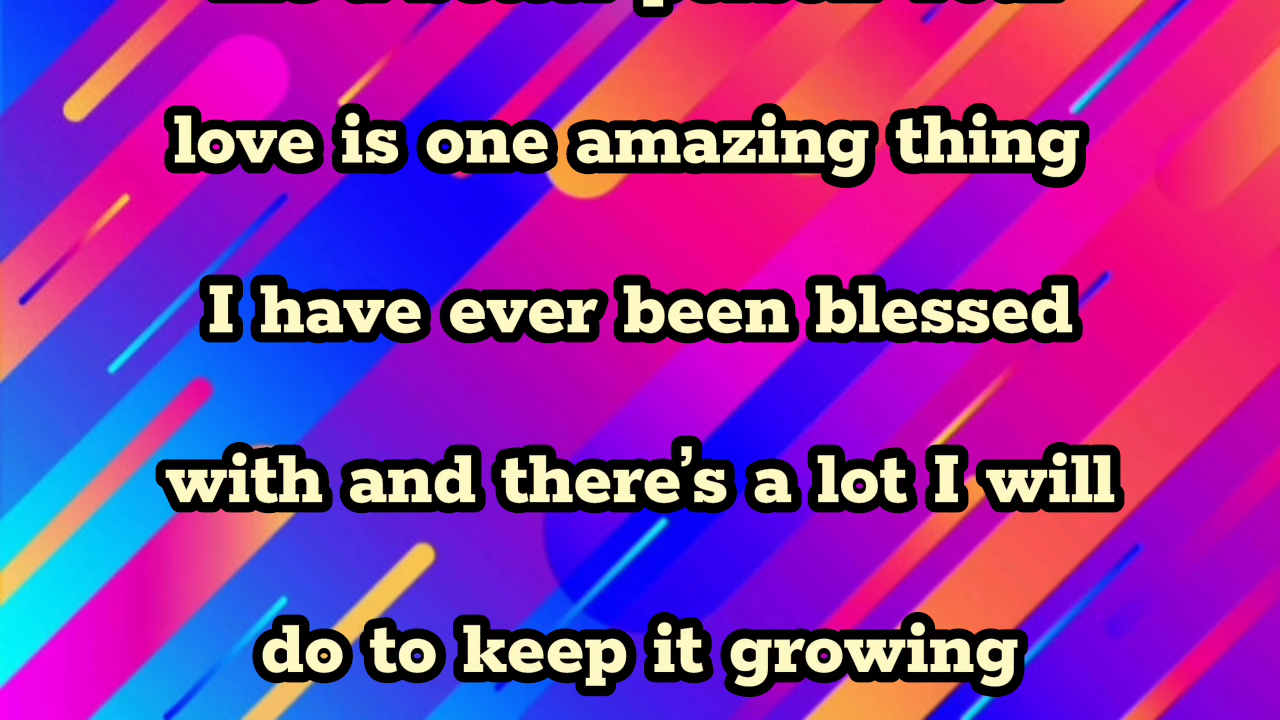 love is one amazing thing
I have ever been blessed
with and there's a lot I will
do to keep it growing